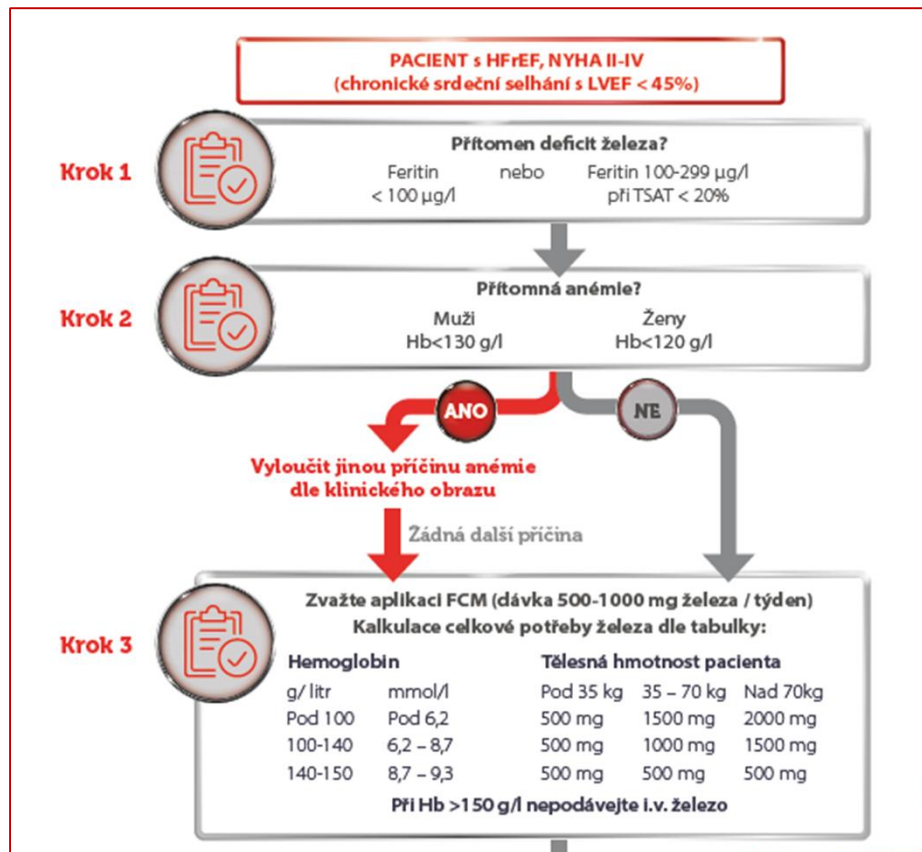 PACIENT s HFrEF, NYHA II-IV
(chronické srdeční selhání s LVEF < 45%)
Krok 1
Přítomen deficit železa?
Feritin nebo Feritin 100-299 µg/l
< 100 µg/l při TSAT < 20%
Krok 2
Přítomná anémie?
Muži Ženy
Hb<130 g/l Hb<120 g/l
ANO NE
Vyloučit jinou příčinu anémie
dle klinického obrazu
Žádná další příčina
Krok 3
Zvažte aplikaci FCM (dávka 500-1000 mg železa / týden)
Kalkulace celkové potřeby železa dle tabulky:
Hemoglobin Tělesná hmotnost pacienta
g/ litr mmol/l Pod 35 kg 35 – 70 kg Nad 70kg
Pod 100 Pod 6,2 500 mg 1500 mg 2000 mg
100-140 6,2 – 8,7 500 mg 1000 mg 1500 mg
140-150 8,7 – 9,3 500 mg 500 mg 500 mg
Při Hb >150 g/l nepodávejte i.v. železo